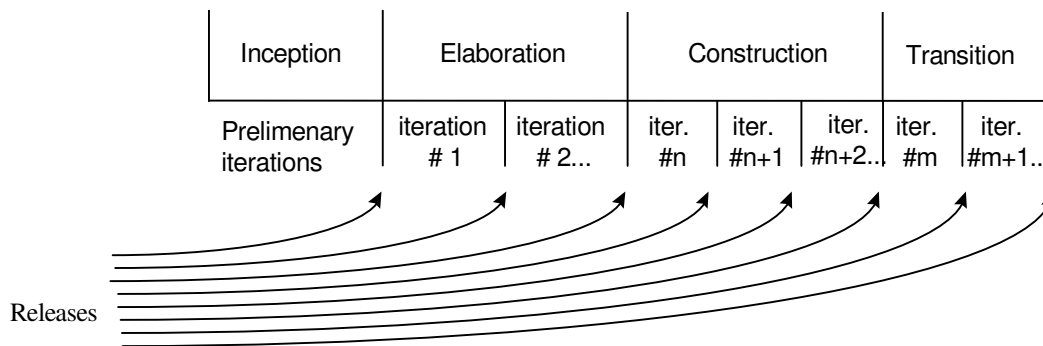 Inception Elaboration Construction Transition
Prelimenary iteration iteration iter. iter. iter. iter. iter.
iterations # 1 # 2... #n #n+1 #n+2... #m #m+1...
Releases